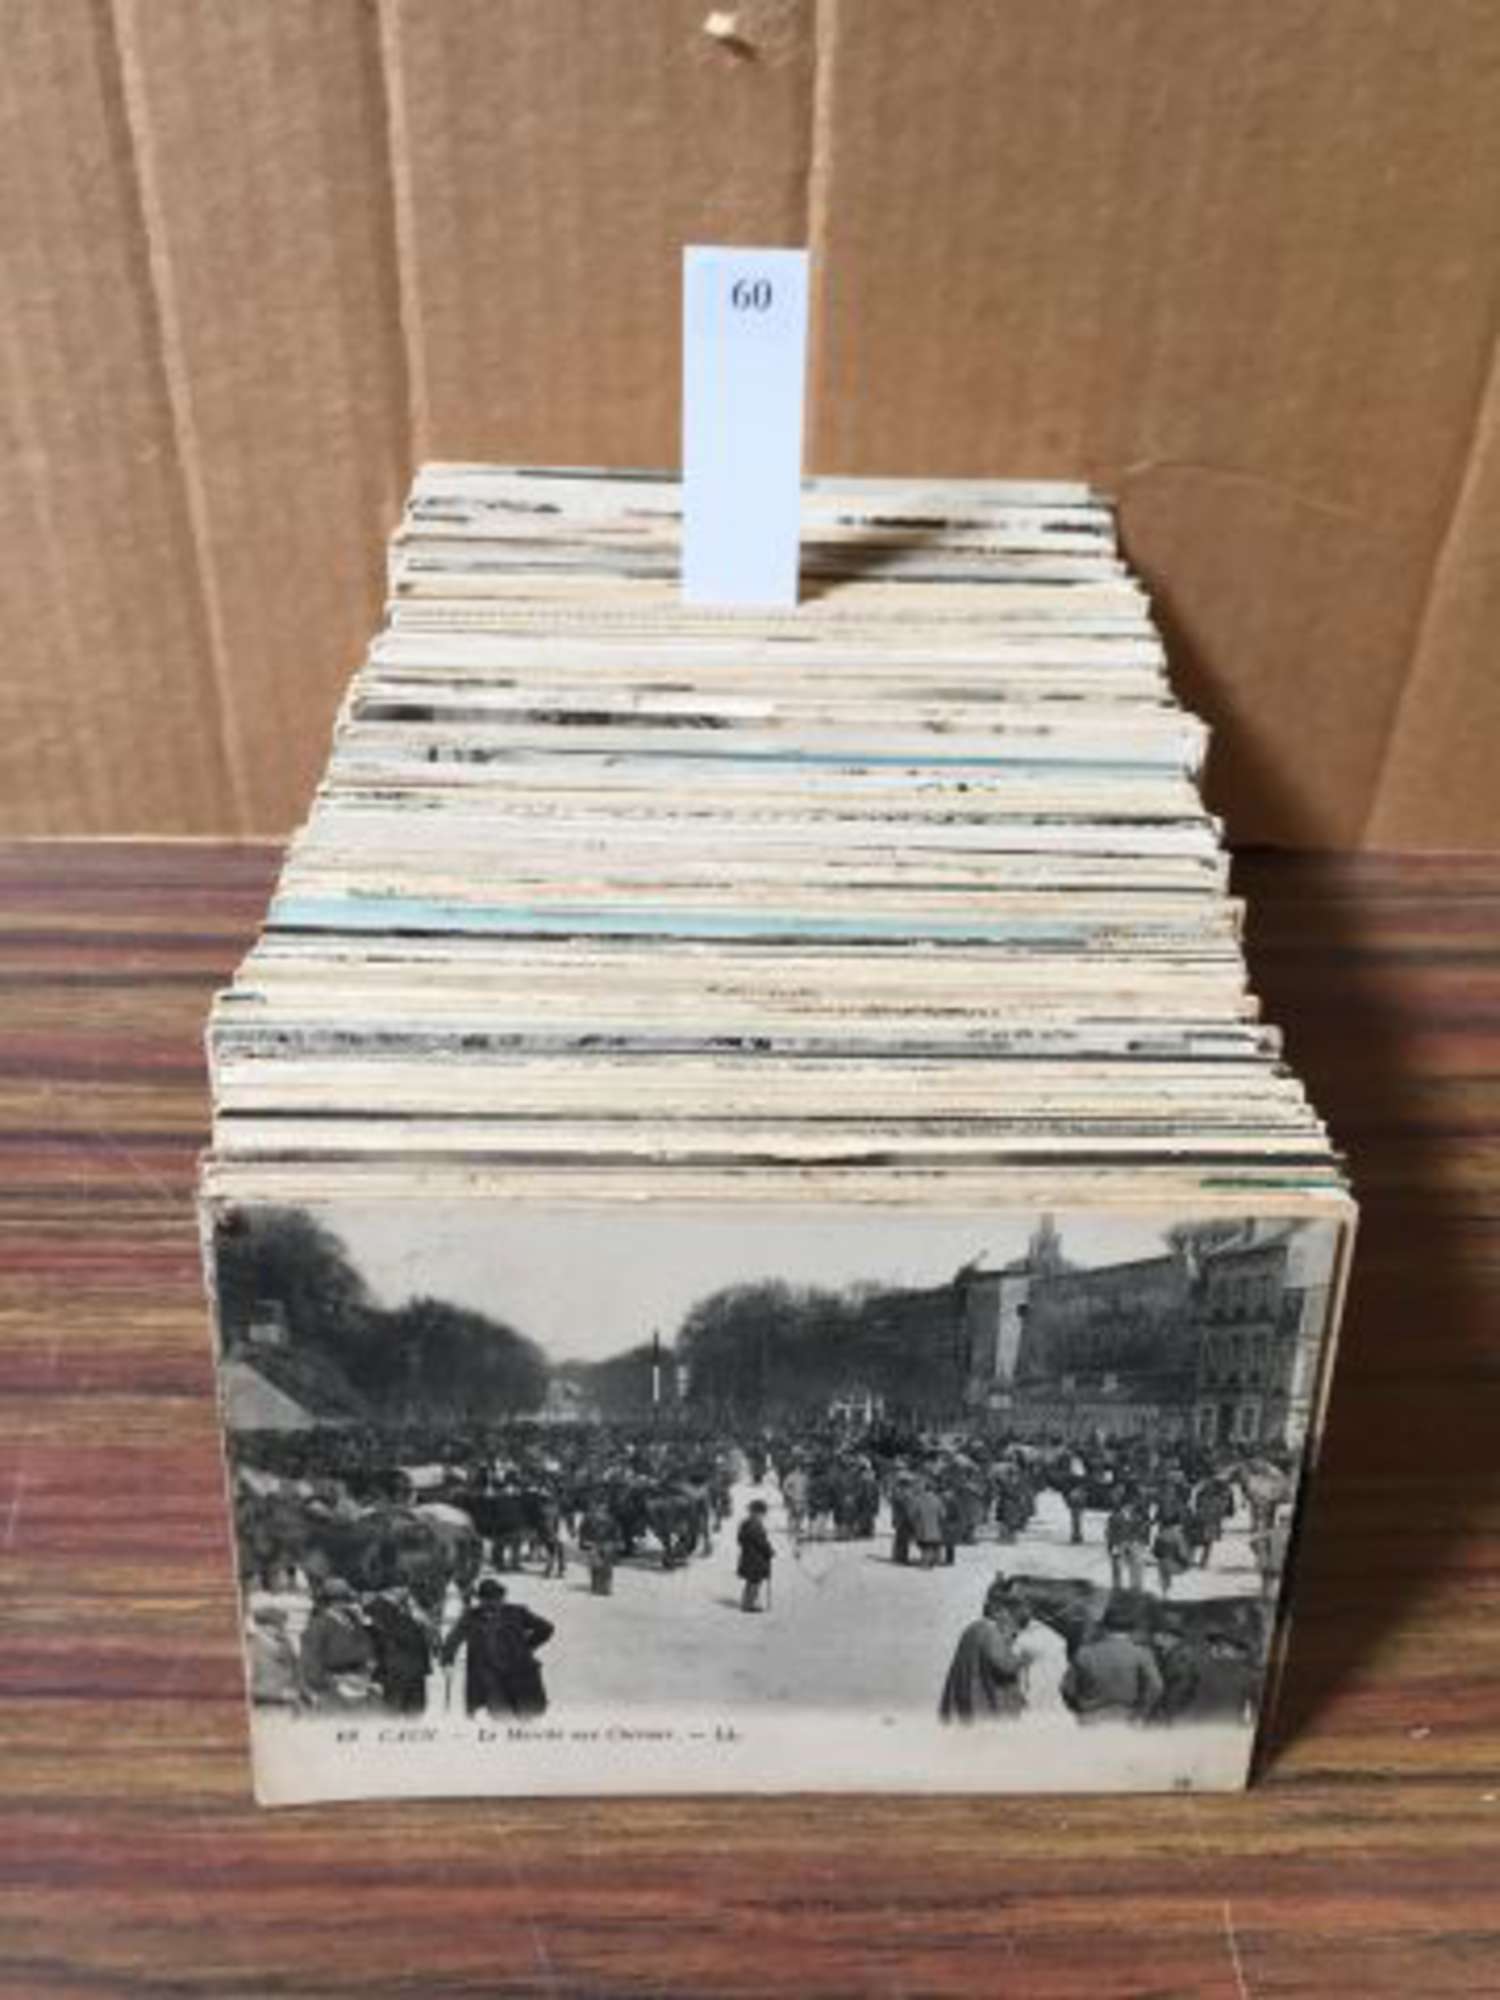 60
CAEN — Le Marché aux Chevaux. — LL.